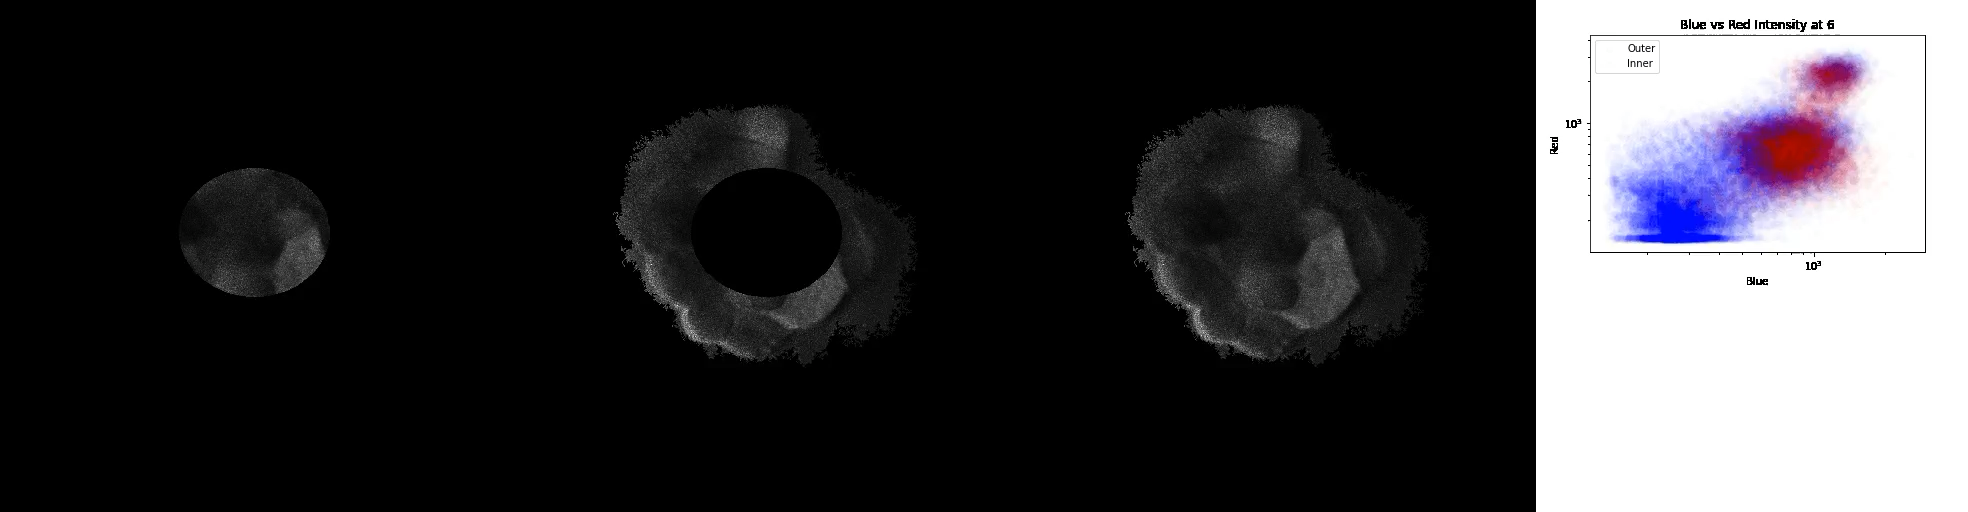 Blue vs Red Intensity at 6
Outer
Inner
10³
Red
10³
Blue